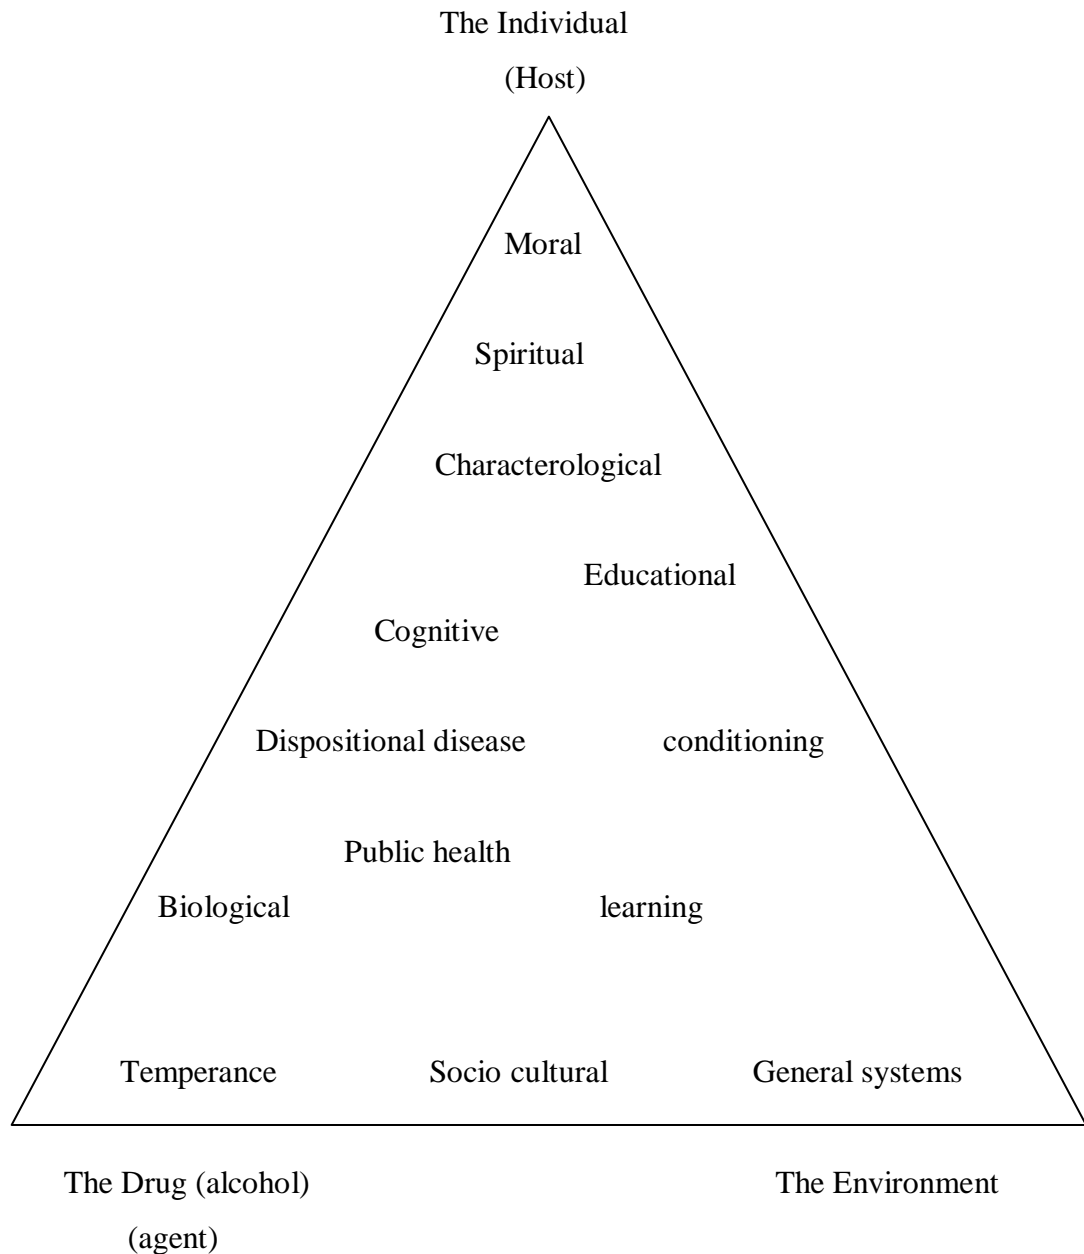 The Individual
(Host)
Moral
Spiritual
Characterological
Educational
Cognitive
Dispositional disease conditioning
Public health
Biological learning
Temperance Socio cultural General systems
The Drug (alcohol) The Environment
(agent)